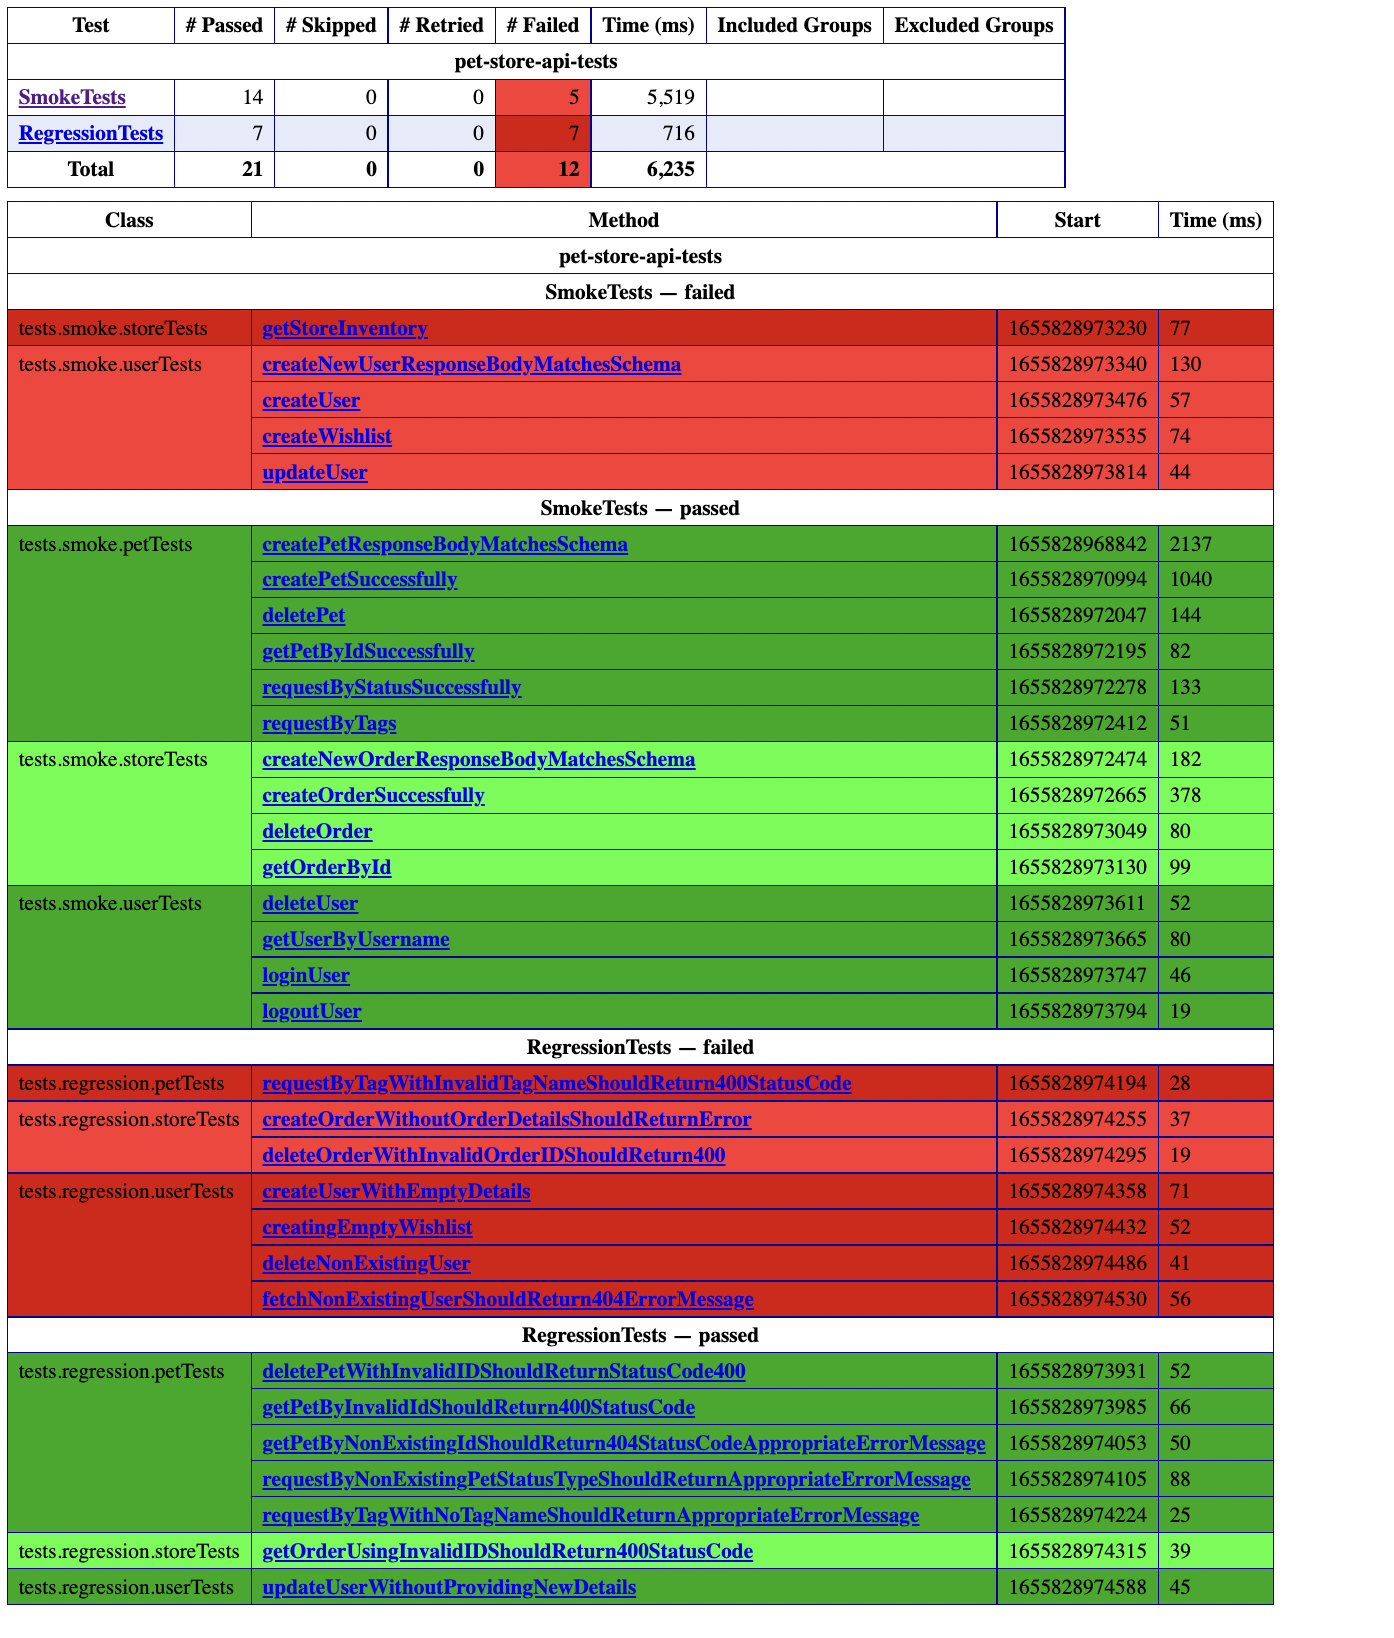 Test # Passed # Skipped # Retried # Failed Time (ms) Included Groups Excluded Groups
pet-store-api-tests
SmokeTests 14 0 0 5 5,519
RegressionTests 7 0 0 7 716
Total 21 0 0 12 6,235
Class Method Start Time (ms)
pet-store-api-tests
SmokeTests — failed
tests.smoke.storeTests getStoreInventory 1655828973230 77
tests.smoke.userTests createNewUserResponseBodyMatchesSchema 1655828973340 130
createUser 1655828973476 57
createWishlist 1655828973535 74
updateUser 1655828973814 44
SmokeTests — passed
tests.smoke.petTests createPetResponseBodyMatchesSchema 1655828968842 2137
createPetSuccessfully 1655828970994 1040
deletePet 1655828972047 144
getPetByIdSuccessfully 1655828972195 82
requestByStatusSuccessfully 1655828972278 133
requestByTags 1655828972412 51
tests.smoke.storeTests createNewOrderResponseBodyMatchesSchema 1655828972474 182
createOrderSuccessfully 1655828972665 378
deleteOrder 1655828973049 80
getOrderById 1655828973130 99
tests.smoke.userTests deleteUser 1655828973611 52
getUserByUsername 1655828973665 80
loginUser 1655828973747 46
logoutUser 1655828973794 19
RegressionTests — failed
tests.regression.petTests requestByTagWithInvalidTagNameShouldReturn400StatusCode 1655828974194 28
tests.regression.storeTests createOrderWithoutOrderDetailsShouldReturnError 1655828974255 37
deleteOrderWithInvalidOrderIDShouldReturn400 1655828974295 19
tests.regression.userTests createUserWithEmptyDetails 1655828974358 71
creatingEmptyWishlist 1655828974432 52
deleteNonExistingUser 1655828974486 41
fetchNonExistingUserShouldReturn404ErrorMessage 1655828974530 56
RegressionTests — passed
tests.regression.petTests deletePetWithInvalidIDShouldReturnStatusCode400 1655828973931 52
getPetByInvalidIdShouldReturn400StatusCode 1655828973985 66
getPetByNonExistingIdShouldReturn404StatusCodeAppropriateErrorMessage 1655828974053 50
requestByNonExistingPetStatusTypeShouldReturnAppropriateErrorMessage 1655828974105 88
requestByTagWithNoTagNameShouldReturnAppropriateErrorMessage 1655828974224 25
tests.regression.storeTests getOrderUsingInvalidIDShouldReturn400StatusCode 1655828974315 39
tests.regression.userTests updateUserWithoutProvidingNewDetails 1655828974588 45